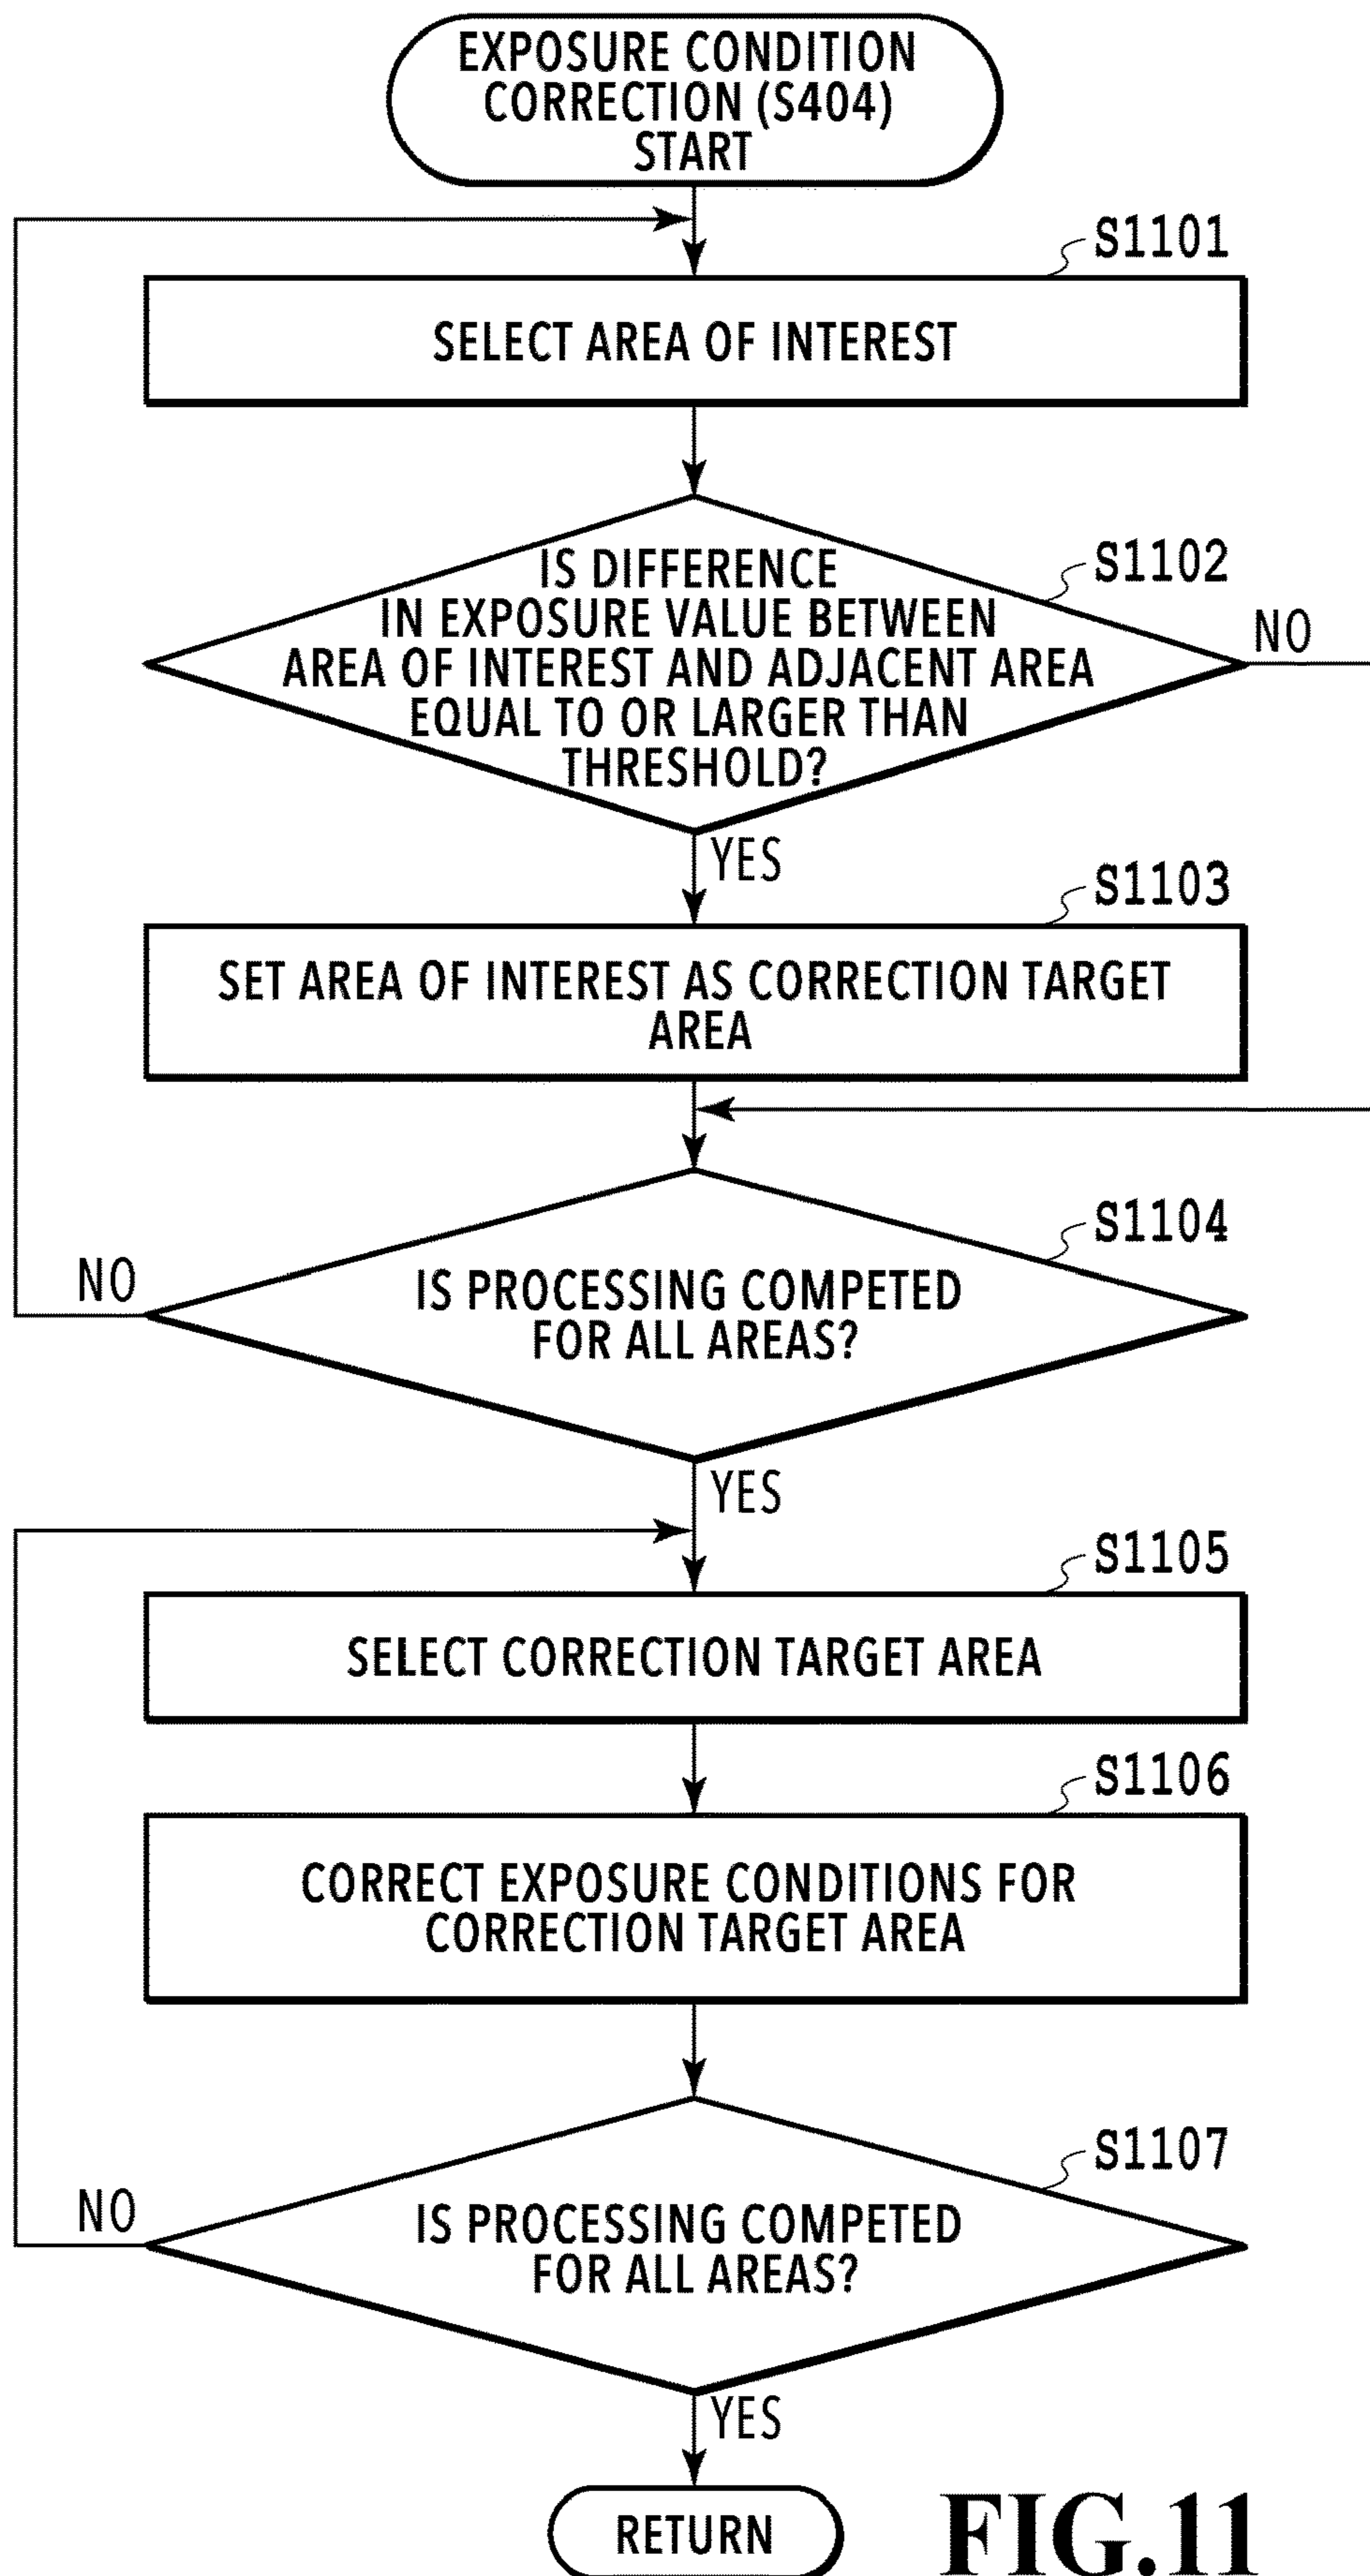 EXPOSURE CONDITION
CORRECTION (S404)
START
S1101
SELECT AREA OF INTEREST
S1102
IS DIFFERENCE
IN EXPOSURE VALUE BETWEEN
AREA OF INTEREST AND ADJACENT AREA
EQUAL TO OR LARGER THAN
THRESHOLD?
NO
YES
S1103
SET AREA OF INTEREST AS CORRECTION TARGET
AREA
S1104
IS PROCESSING COMPETED
FOR ALL AREAS?
NO
YES
S1105
SELECT CORRECTION TARGET AREA
S1106
CORRECT EXPOSURE CONDITIONS FOR
CORRECTION TARGET AREA
S1107
IS PROCESSING COMPETED
FOR ALL AREAS?
NO
YES
RETURN
FIG.11